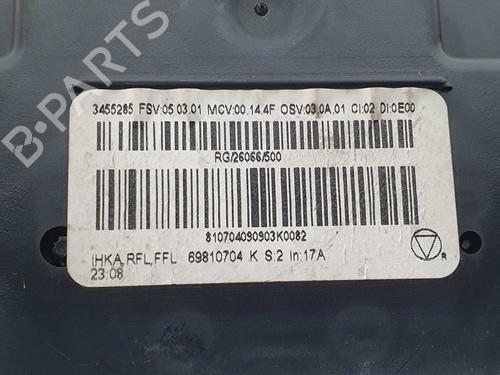 3455285 FSV:05.03.01 MCV:00.14.4F OSV:03.0A.01 CI:02 DI:0E00
RG/26066/500
810704090903K0082
IHKA,RFL,FFL 69810704 K S:2 In:17A
R
23:08
B-PARTS